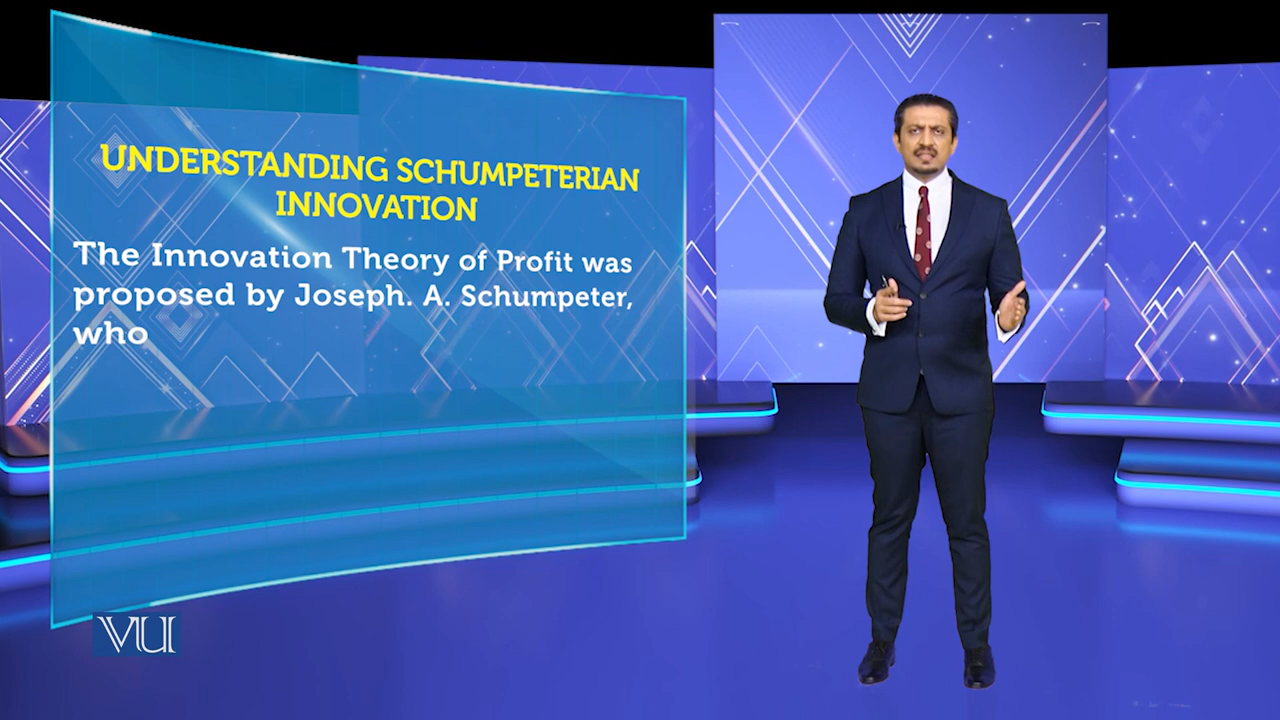 UNDERSTANDING SCHUMPETERIAN
INNOVATION
The Innovation Theory of Profit was
proposed by Joseph. A. Schumpeter,
who
VU